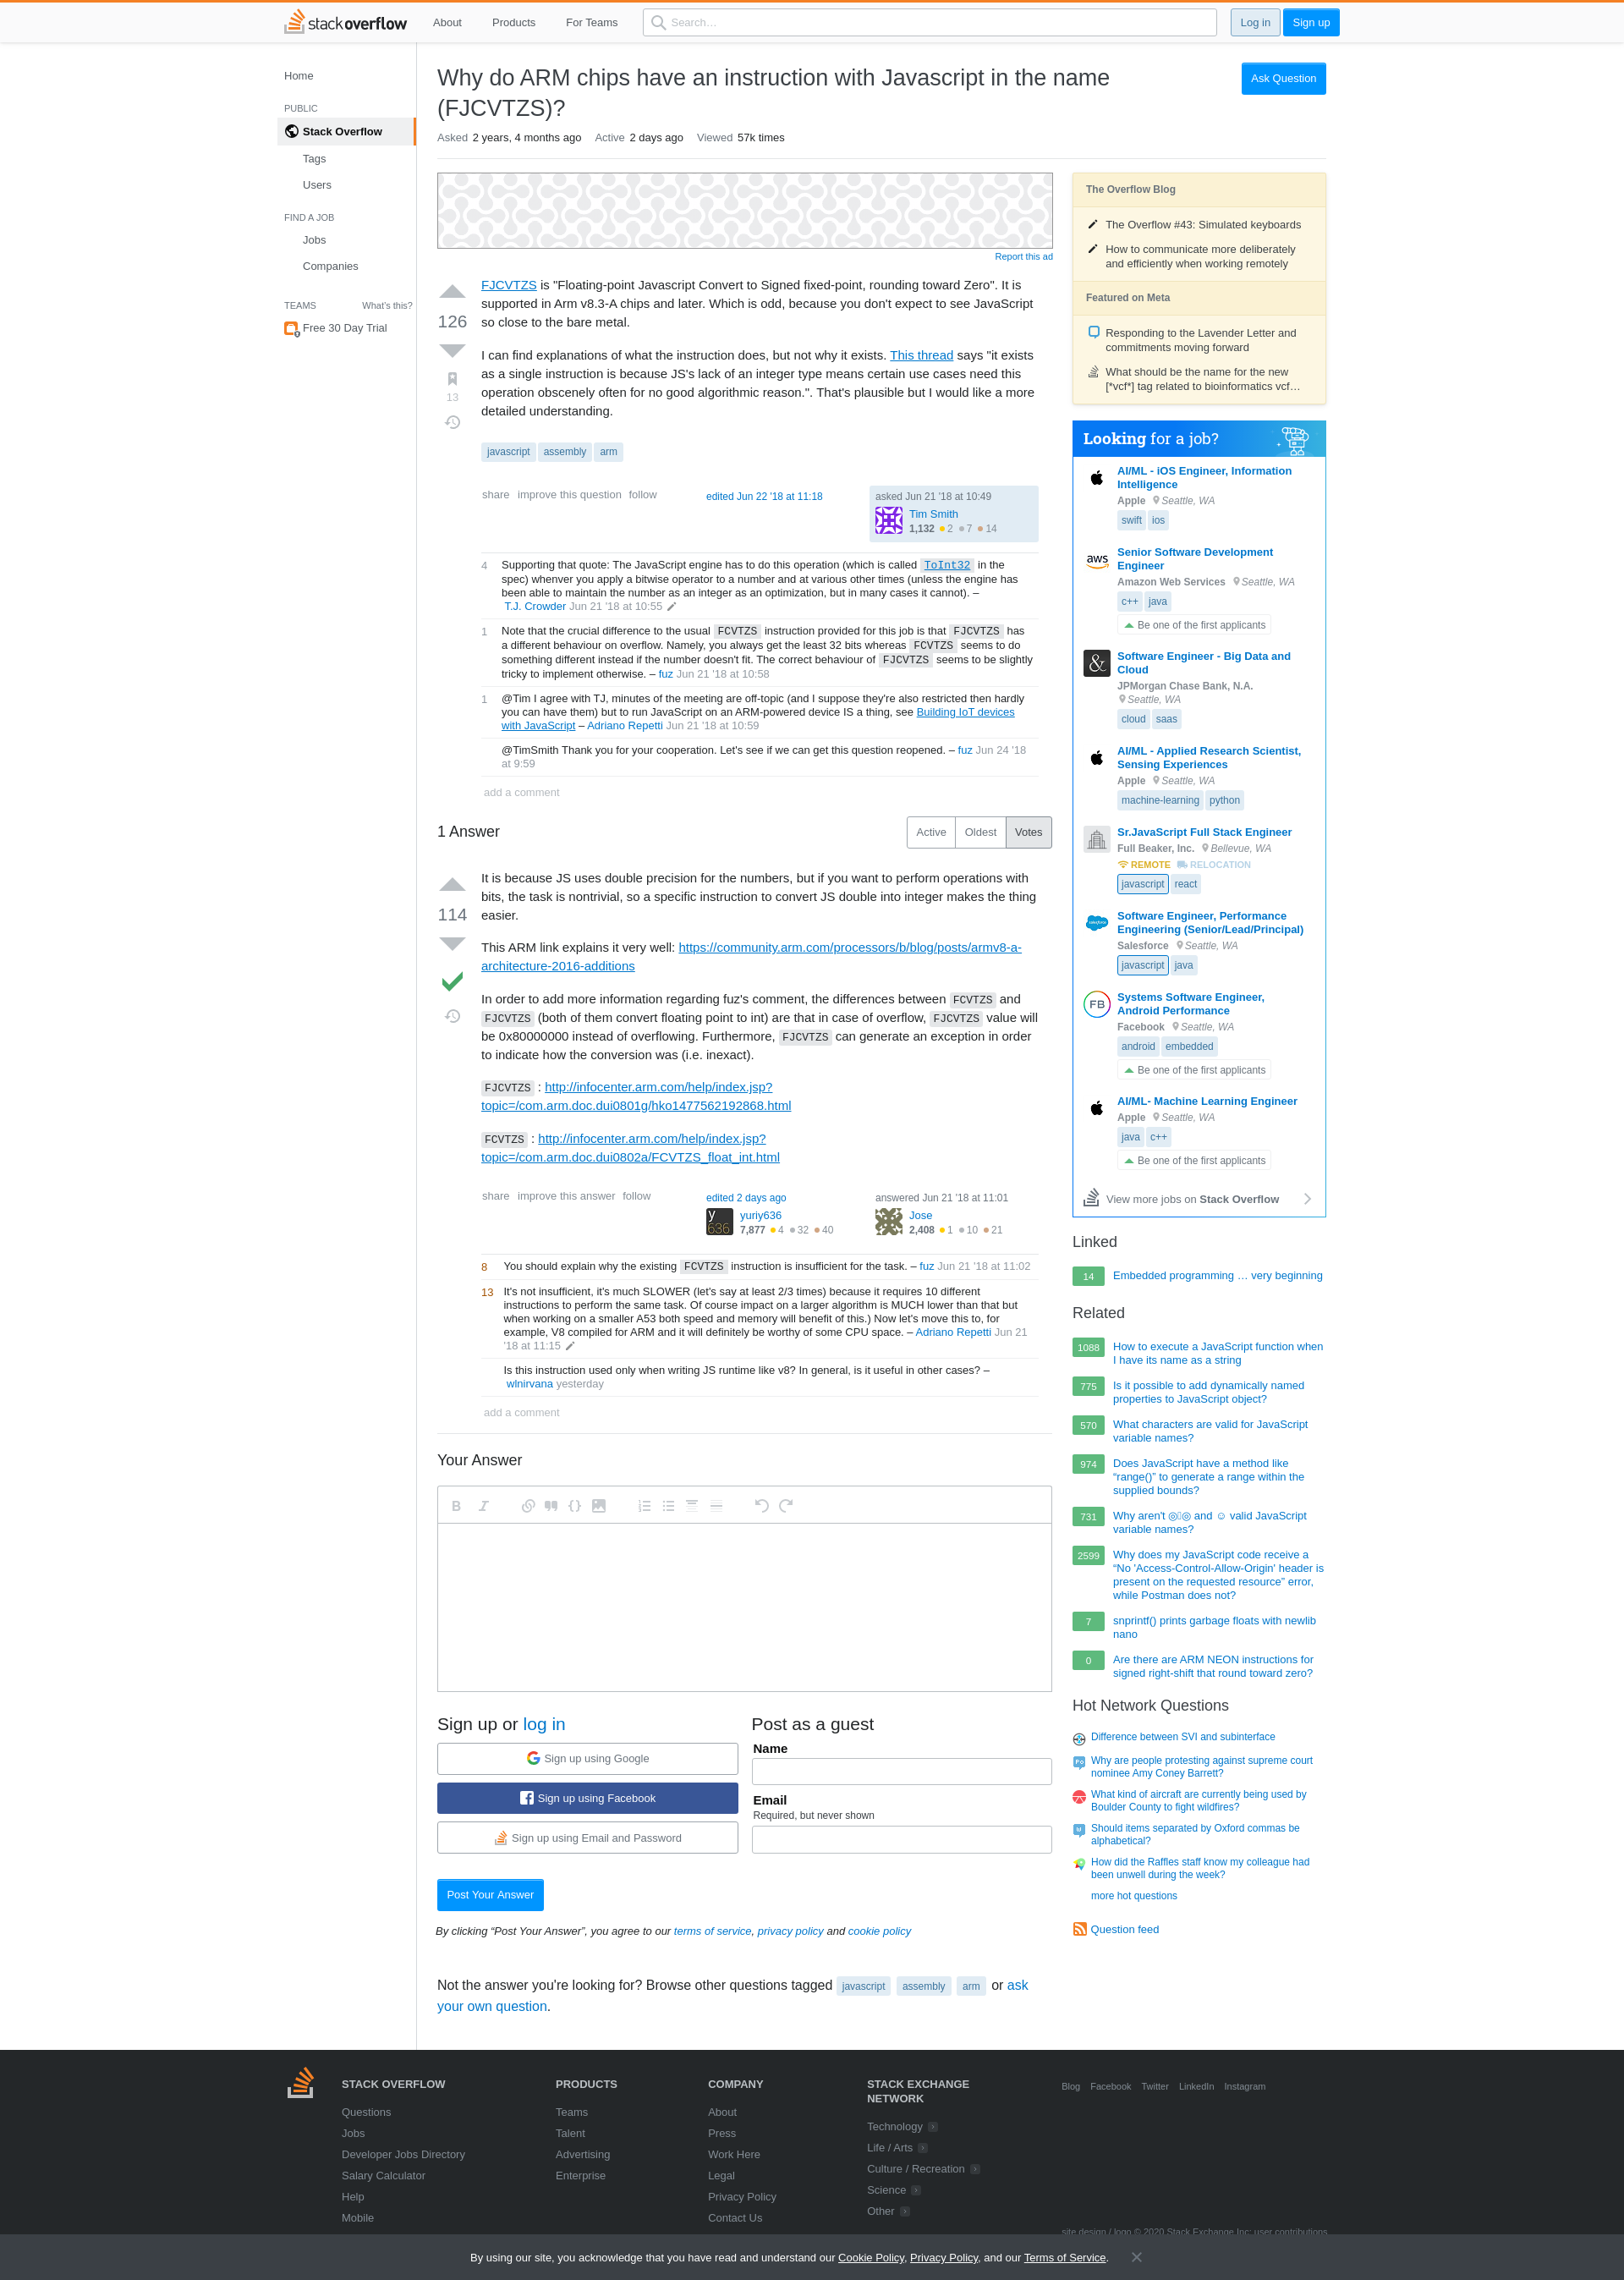 stackoverflow
About
Products
For Teams
Search…
Log in
Sign up
Home
PUBLIC
Stack Overflow
Tags
Users
FIND A JOB
Jobs
Companies
TEAMS
What's this?
Free 30 Day Trial
Why do ARM chips have an instruction with Javascript in the name
(FJCVTZS)?
Ask Question
Asked 2 years, 4 months ago Active 2 days ago Viewed 57k times
Report this ad
126
13
FJCVTZS is "Floating-point Javascript Convert to Signed fixed-point, rounding toward Zero". It is
supported in Arm v8.3-A chips and later. Which is odd, because you don't expect to see JavaScript
so close to the bare metal.
I can find explanations of what the instruction does, but not why it exists. This thread says "it exists
as a single instruction is because JS's lack of an integer type means certain use cases need this
operation obscenely often for no good algorithmic reason.". That's plausible but I would like a more
detailed understanding.
javascript assembly arm
share improve this question follow
edited Jun 22 '18 at 11:18
asked Jun 21 '18 at 10:49
Tim Smith
1,132 2 7 14
4 Supporting that quote: The JavaScript engine has to do this operation (which is called ToInt32 in the
spec) whenver you apply a bitwise operator to a number and at various other times (unless the engine has
been able to maintain the number as an integer as an optimization, but in many cases it cannot). –
T.J. Crowder Jun 21 '18 at 10:55
1 Note that the crucial difference to the usual FCVTZS instruction provided for this job is that FJCVTZS has
a different behaviour on overflow. Namely, you always get the least 32 bits whereas FCVTZS seems to do
something different instead if the number doesn't fit. The correct behaviour of FJCVTZS seems to be slightly
tricky to implement otherwise. – fuz Jun 21 '18 at 10:58
1 @Tim I agree with TJ, minutes of the meeting are off-topic (and I suppose they're also restricted then hardly
you can have them) but to run JavaScript on an ARM-powered device IS a thing, see Building IoT devices
with JavaScript – Adriano Repetti Jun 21 '18 at 10:59
@TimSmith Thank you for your cooperation. Let's see if we can get this question reopened. – fuz Jun 24 '18
at 9:59
add a comment
1 Answer
Active Oldest Votes
114
It is because JS uses double precision for the numbers, but if you want to perform operations with
bits, the task is nontrivial, so a specific instruction to convert JS double into integer makes the thing
easier.
This ARM link explains it very well: https://community.arm.com/processors/b/blog/posts/armv8-a-
architecture-2016-additions
In order to add more information regarding fuz's comment, the differences between FCVTZS and
FJCVTZS (both of them convert floating point to int) are that in case of overflow, FJCVTZS value will
be 0x80000000 instead of overflowing. Furthermore, FJCVTZS can generate an exception in order
to indicate how the conversion was (i.e. inexact).
FJCVTZS : http://infocenter.arm.com/help/index.jsp?
topic=/com.arm.doc.dui0801g/hko1477562192868.html
FCVTZS : http://infocenter.arm.com/help/index.jsp?
topic=/com.arm.doc.dui0802a/FCVTZS_float_int.html
share improve this answer follow
edited 2 days ago
y
636
yuriy636
7,877 4 32 40
answered Jun 21 '18 at 11:01
Jose
2,408 1 10 21
8 You should explain why the existing FCVTZS instruction is insufficient for the task. – fuz Jun 21 '18 at 11:02
13 It's not insufficient, it's much SLOWER (let's say at least 2/3 times) because it requires 10 different
instructions to perform the same task. Of course impact on a larger algorithm is MUCH lower than that but
when working on a smaller A53 both speed and memory will benefit of this.) Now let's move this to, for
example, V8 compiled for ARM and it will definitely be worthy of some CPU space. – Adriano Repetti Jun 21
'18 at 11:15
Is this instruction used only when writing JS runtime like v8? In general, is it useful in other cases? –
wlnirvana yesterday
add a comment
Your Answer
Sign up or log in
Sign up using Google
Sign up using Facebook
Sign up using Email and Password
Post as a guest
Name
Email
Required, but never shown
Post Your Answer
By clicking “Post Your Answer”, you agree to our terms of service, privacy policy and cookie policy
Not the answer you're looking for? Browse other questions tagged javascript assembly arm or ask
your own question.
The Overflow Blog
The Overflow #43: Simulated keyboards
How to communicate more deliberately
and efficiently when working remotely
Featured on Meta
Responding to the Lavender Letter and
commitments moving forward
What should be the name for the new
[*vcf*] tag related to bioinformatics vcf…
Looking for a job?
AI/ML - iOS Engineer, Information
Intelligence
Apple Seattle, WA
swift ios
aws
Senior Software Development
Engineer
Amazon Web Services Seattle, WA
c++ java
Be one of the first applicants
&
Software Engineer - Big Data and
Cloud
JPMorgan Chase Bank, N.A.
Seattle, WA
cloud saas
AI/ML - Applied Research Scientist,
Sensing Experiences
Apple Seattle, WA
machine-learning python
Sr.JavaScript Full Stack Engineer
Full Beaker, Inc. Bellevue, WA
REMOTE RELOCATION
javascript react
Software Engineer, Performance
Engineering (Senior/Lead/Principal)
Salesforce Seattle, WA
javascript java
FB
Systems Software Engineer,
Android Performance
Facebook Seattle, WA
android embedded
Be one of the first applicants
AI/ML- Machine Learning Engineer
Apple Seattle, WA
java c++
Be one of the first applicants
View more jobs on Stack Overflow
Linked
14 Embedded programming … very beginning
Related
1088 How to execute a JavaScript function when
I have its name as a string
775 Is it possible to add dynamically named
properties to JavaScript object?
570 What characters are valid for JavaScript
variable names?
974 Does JavaScript have a method like
“range()” to generate a range within the
supplied bounds?
731 Why aren't ◎ ◎ and ☺ valid JavaScript
variable names?
2599 Why does my JavaScript code receive a
“No 'Access-Control-Allow-Origin' header is
present on the requested resource” error,
while Postman does not?
7 snprintf() prints garbage floats with newlib
nano
0 Are there are ARM NEON instructions for
signed right-shift that round toward zero?
Hot Network Questions
Difference between SVI and subinterface
Why are people protesting against supreme court
nominee Amy Coney Barrett?
What kind of aircraft are currently being used by
Boulder County to fight wildfires?
Should items separated by Oxford commas be
alphabetical?
How did the Raffles staff know my colleague had
been unwell during the week?
more hot questions
Question feed
STACK OVERFLOW
Questions
Jobs
Developer Jobs Directory
Salary Calculator
Help
Mobile
PRODUCTS
Teams
Talent
Advertising
Enterprise
COMPANY
About
Press
Work Here
Legal
Privacy Policy
Contact Us
STACK EXCHANGE
NETWORK
Technology
Life / Arts
Culture / Recreation
Science
Other
Blog Facebook Twitter LinkedIn Instagram
site design / logo © 2020 Stack Exchange Inc; user contributions
By using our site, you acknowledge that you have read and understand our Cookie Policy, Privacy Policy, and our Terms of Service.